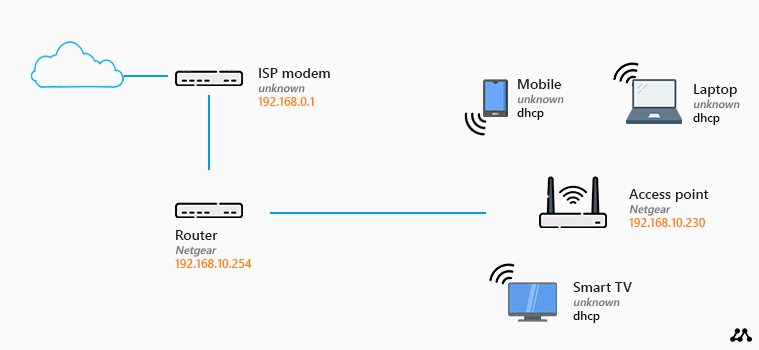 ISP modem
unknown
192.168.0.1
Mobile
unknown
dhcp
Laptop
unknown
dhcp
Router
Netgear
192.168.10.254
Access point
Netgear
192.168.10.230
Smart TV
unknown
dhcp